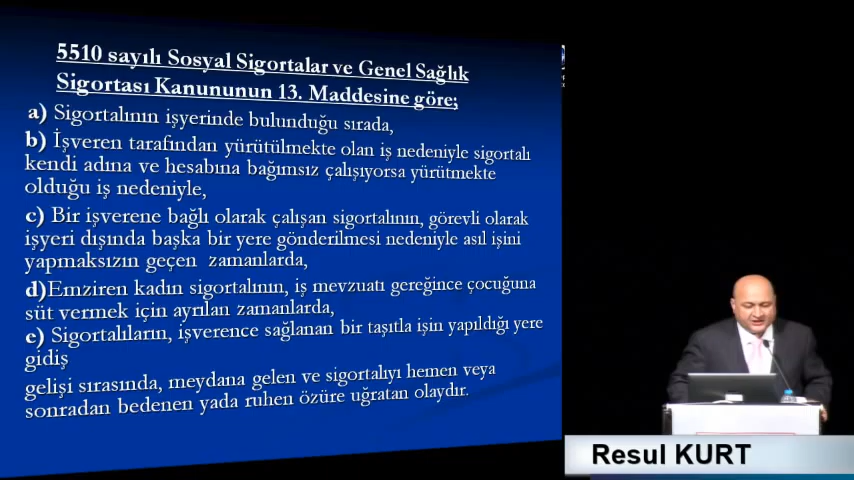 5510 sayılı Sosyal Sigortalar ve Genel Sağlık
Sigortası Kanununun 13. Maddesine göre;
a) Sigortalının işyerinde bulunduğu sırada,
b) İşveren tarafından yürütülmekte olan iş nedeniyle sigortalı
kendi adına ve hesabına bağımsız çalışıyorsa yürütmekte
olduğu iş nedeniyle,
c) Bir işverene bağlı olarak çalışan sigortalının, görevli olarak
işyeri dışında başka bir yere gönderilmesi nedeniyle asıl işini
yapmaksızın geçen zamanlarda,
d)Emziren kadın sigortalının, iş mevzuatı gereğince çocuğuna
süt vermek için ayrılan zamanlarda,
e) Sigortalıların, işverence sağlanan bir taşıtla işin yapıldığı yere
gidiş
gelişi sırasında, meydana gelen ve sigortalıyı hemen veya
sonradan bedenen yada ruhen özüre uğratan olaydır.
Resul KURT